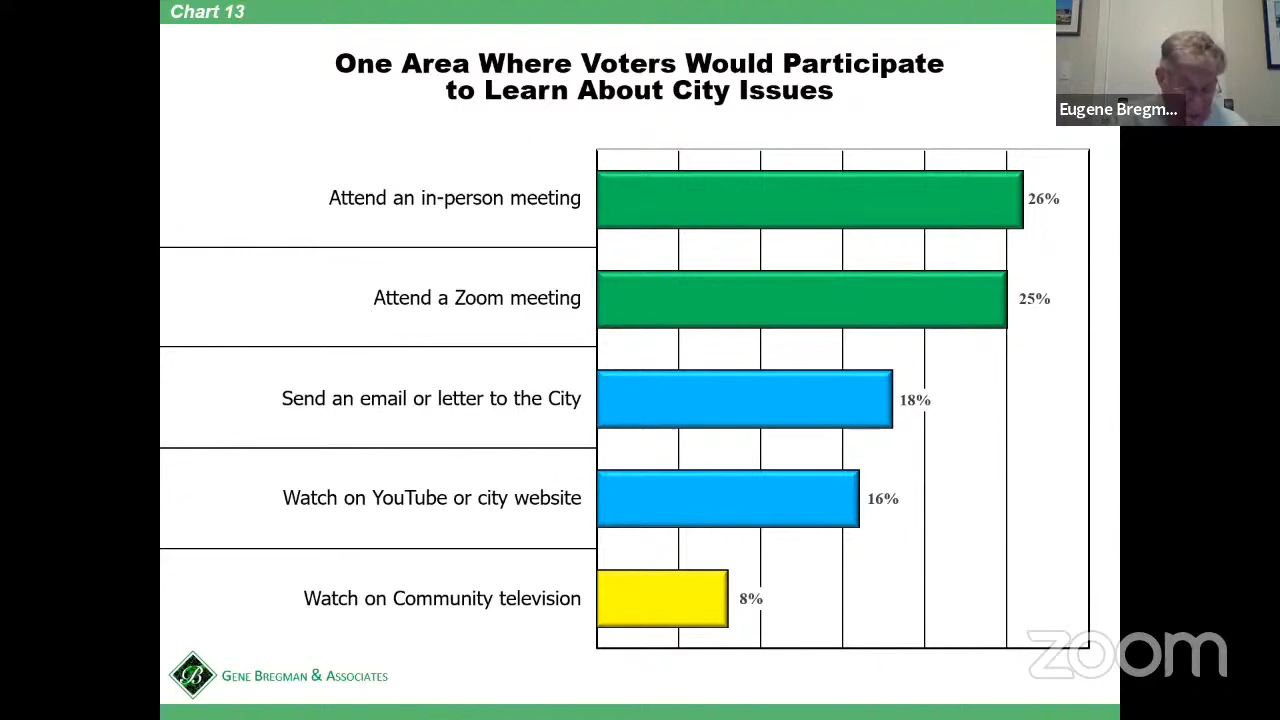 Chart 13
One Area Where Voters Would Participate
to Learn About City Issues
Eugene Bregm...
Attend an in-person meeting
26%
Attend a Zoom meeting
25%
Send an email or letter to the City
18%
Watch on YouTube or city website
16%
Watch on Community television
8%
B
GENE BREGMAN & ASSOCIATES
zoom